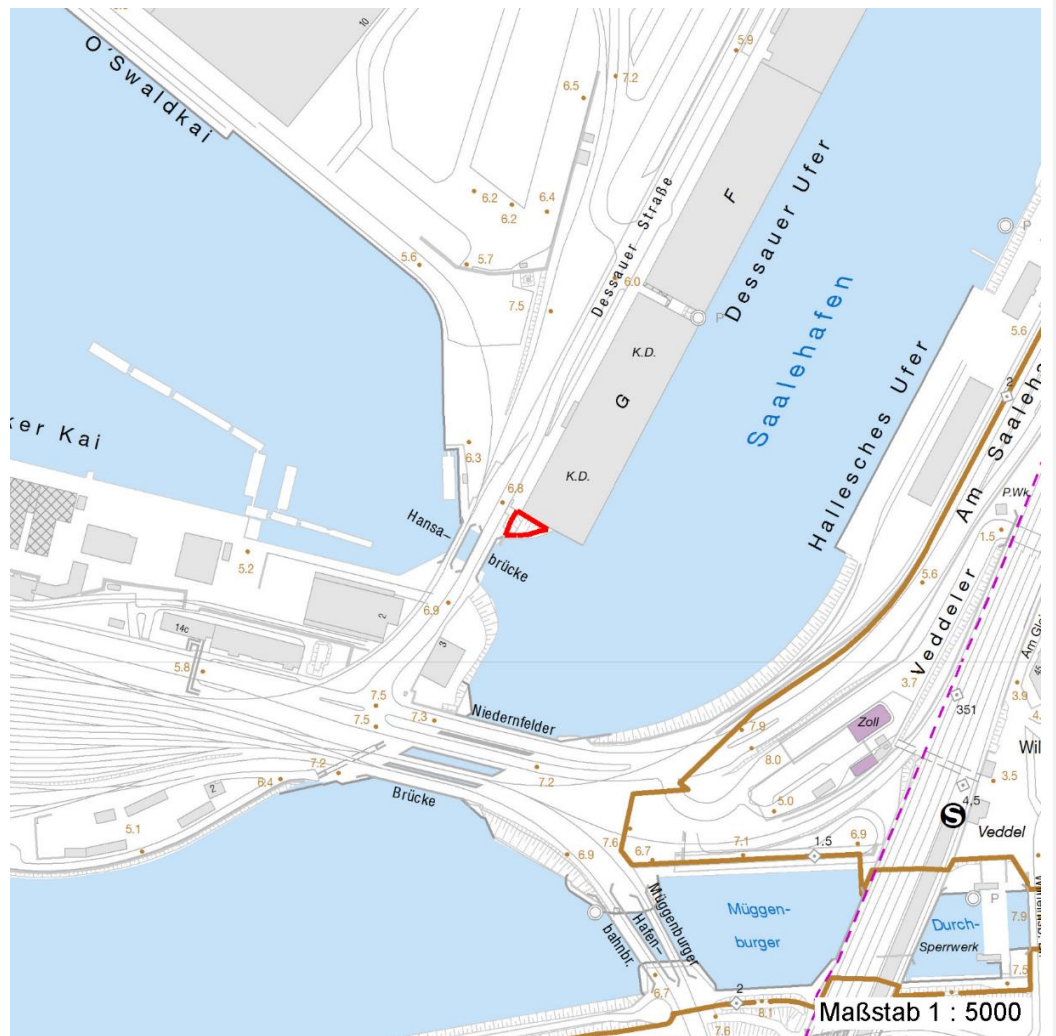 10
5.9
O´Swaldkai
7.2
6.5
6.2
6.2
6.4
5.6
5.7
7.5
Dessauer Straße
6.0
F
Dessauer Ufer
P
P
Saalehafen
5.6
K.D.
G
K.D.
Hallesches Ufer
2
Am Saaleh
ker Kai
6.3
6.8
Hansa–
brücke
P.Wk.
1.5
5.2
5.6
6.9
2
3
14c
5.8
Veddeler
Am Glei
45
3.7
3.9
4.
7.5
7.5
7.3
Niedernfelder
351
7.9
Zoll
8.0
Wil
7.2
7.2
6.4
2
Brücke
5.0
3.5
4,5
S
Veddel
5.1
7.6
6.7
7.1
1.5
6.9
6.9
Müggenburger
Hafen–
bahnbr.
Müggen-
burger
Durch-
Sperrwerk
P
7.9
6.7
2
8.1
7.5
7.6
Maßstab 1 : 5000